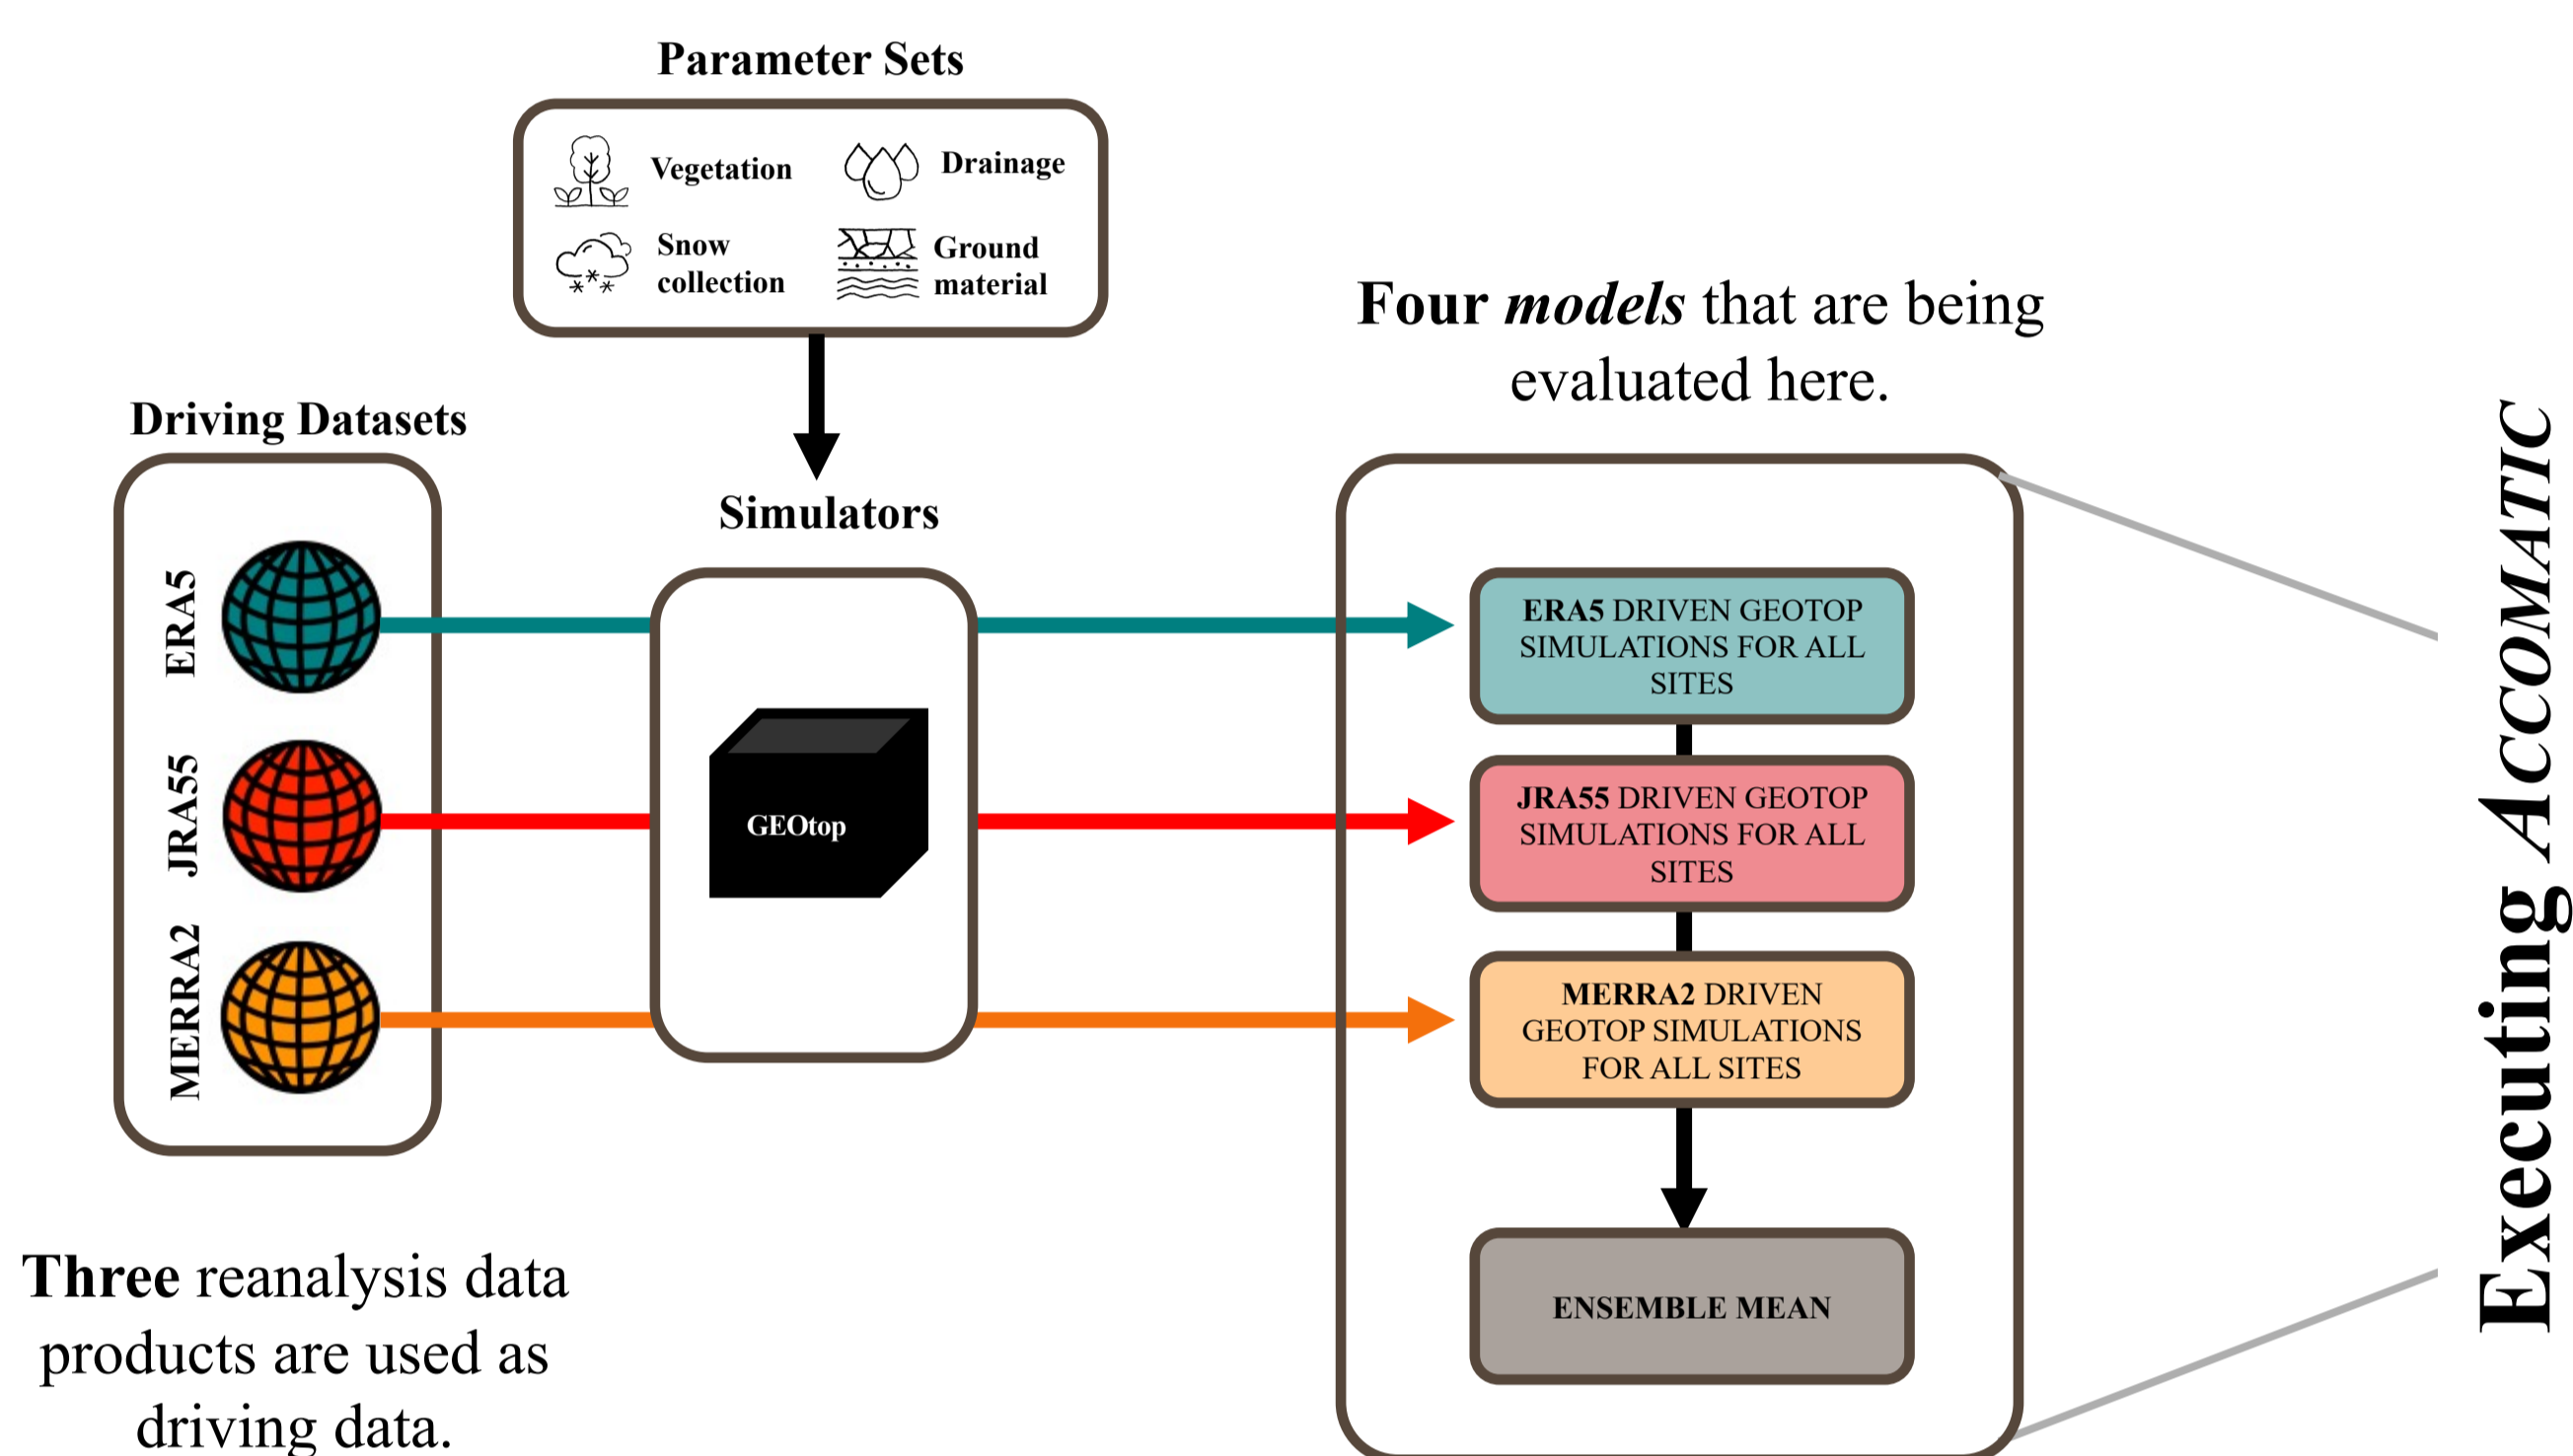 Parameter Sets
Vegetation
Drainage
Snow
collection
Ground
material
Four models that are being
evaluated here.
Driving Datasets
Simulators
ERA5
JRA55
MERRA2
GEOtop
ERA5 DRIVEN GEOTOP
SIMULATIONS FOR ALL
SITES
JRA55 DRIVEN GEOTOP
SIMULATIONS FOR ALL
SITES
MERRA2 DRIVEN
GEOTOP SIMULATIONS
FOR ALL SITES
ENSEMBLE MEAN
Three reanalysis data
products are used as
driving data.
Executing ACCOMATIC